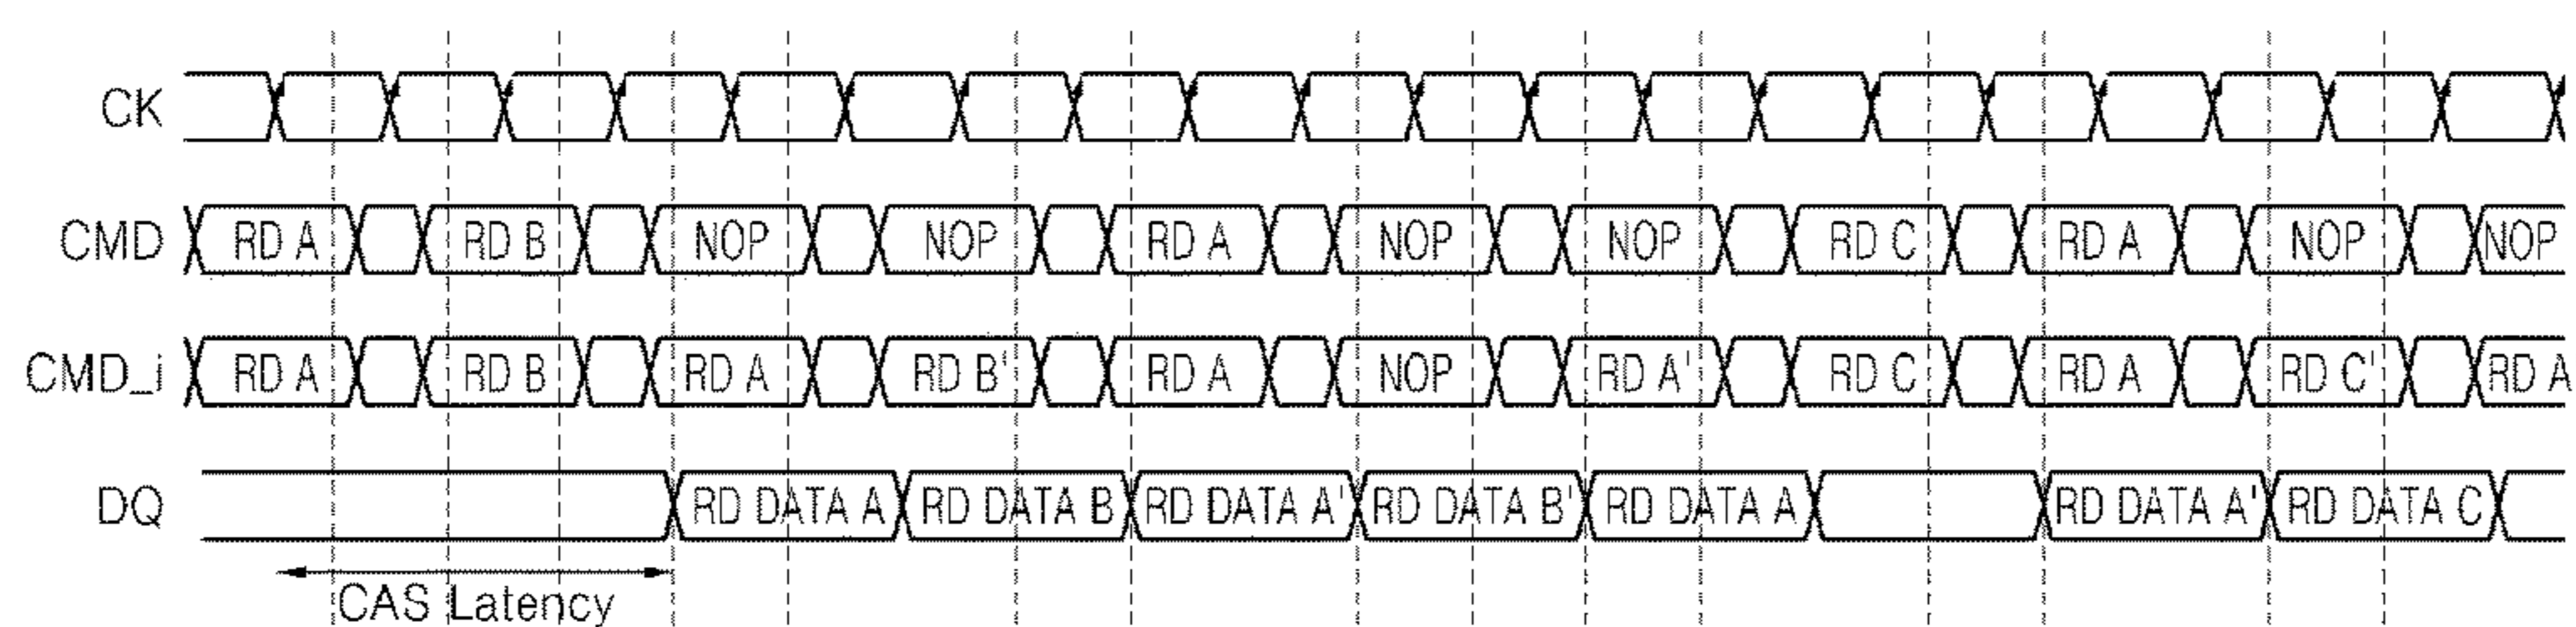 CK
CMD RD A RD B NOP NOP RD A NOP NOP RD C RD A NOP NOP
CMD_i RD A RD B RD A RD B' RD A NOP RD A' RD C RD A RD C' RD A
DQ RD DATA A RD DATA B RD DATA A' RD DATA B' RD DATA A RD DATA A' RD DATA C
CAS Latency